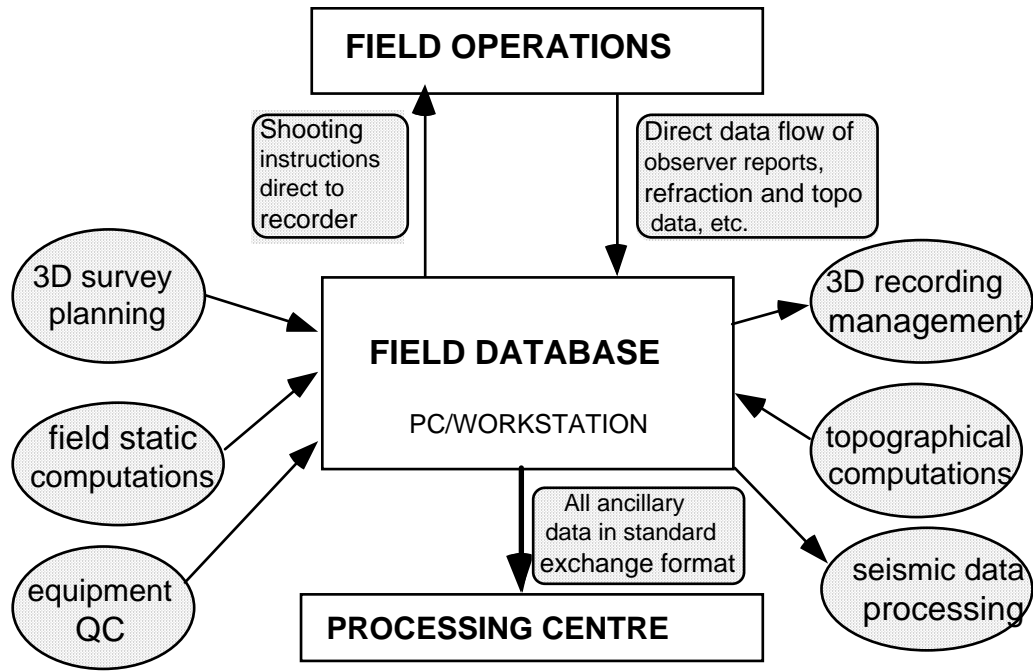 FIELD OPERATIONS
Shooting
instructions
direct to
recorder
Direct data flow of
observer reports,
refraction and topo
data, etc.
3D survey
planning
3D recording
management
FIELD DATABASE
PC/WORKSTATION
field static
computations
topographical
computations
All ancillary
data in standard
exchange format
equipment
QC
seismic data
processing
PROCESSING CENTRE